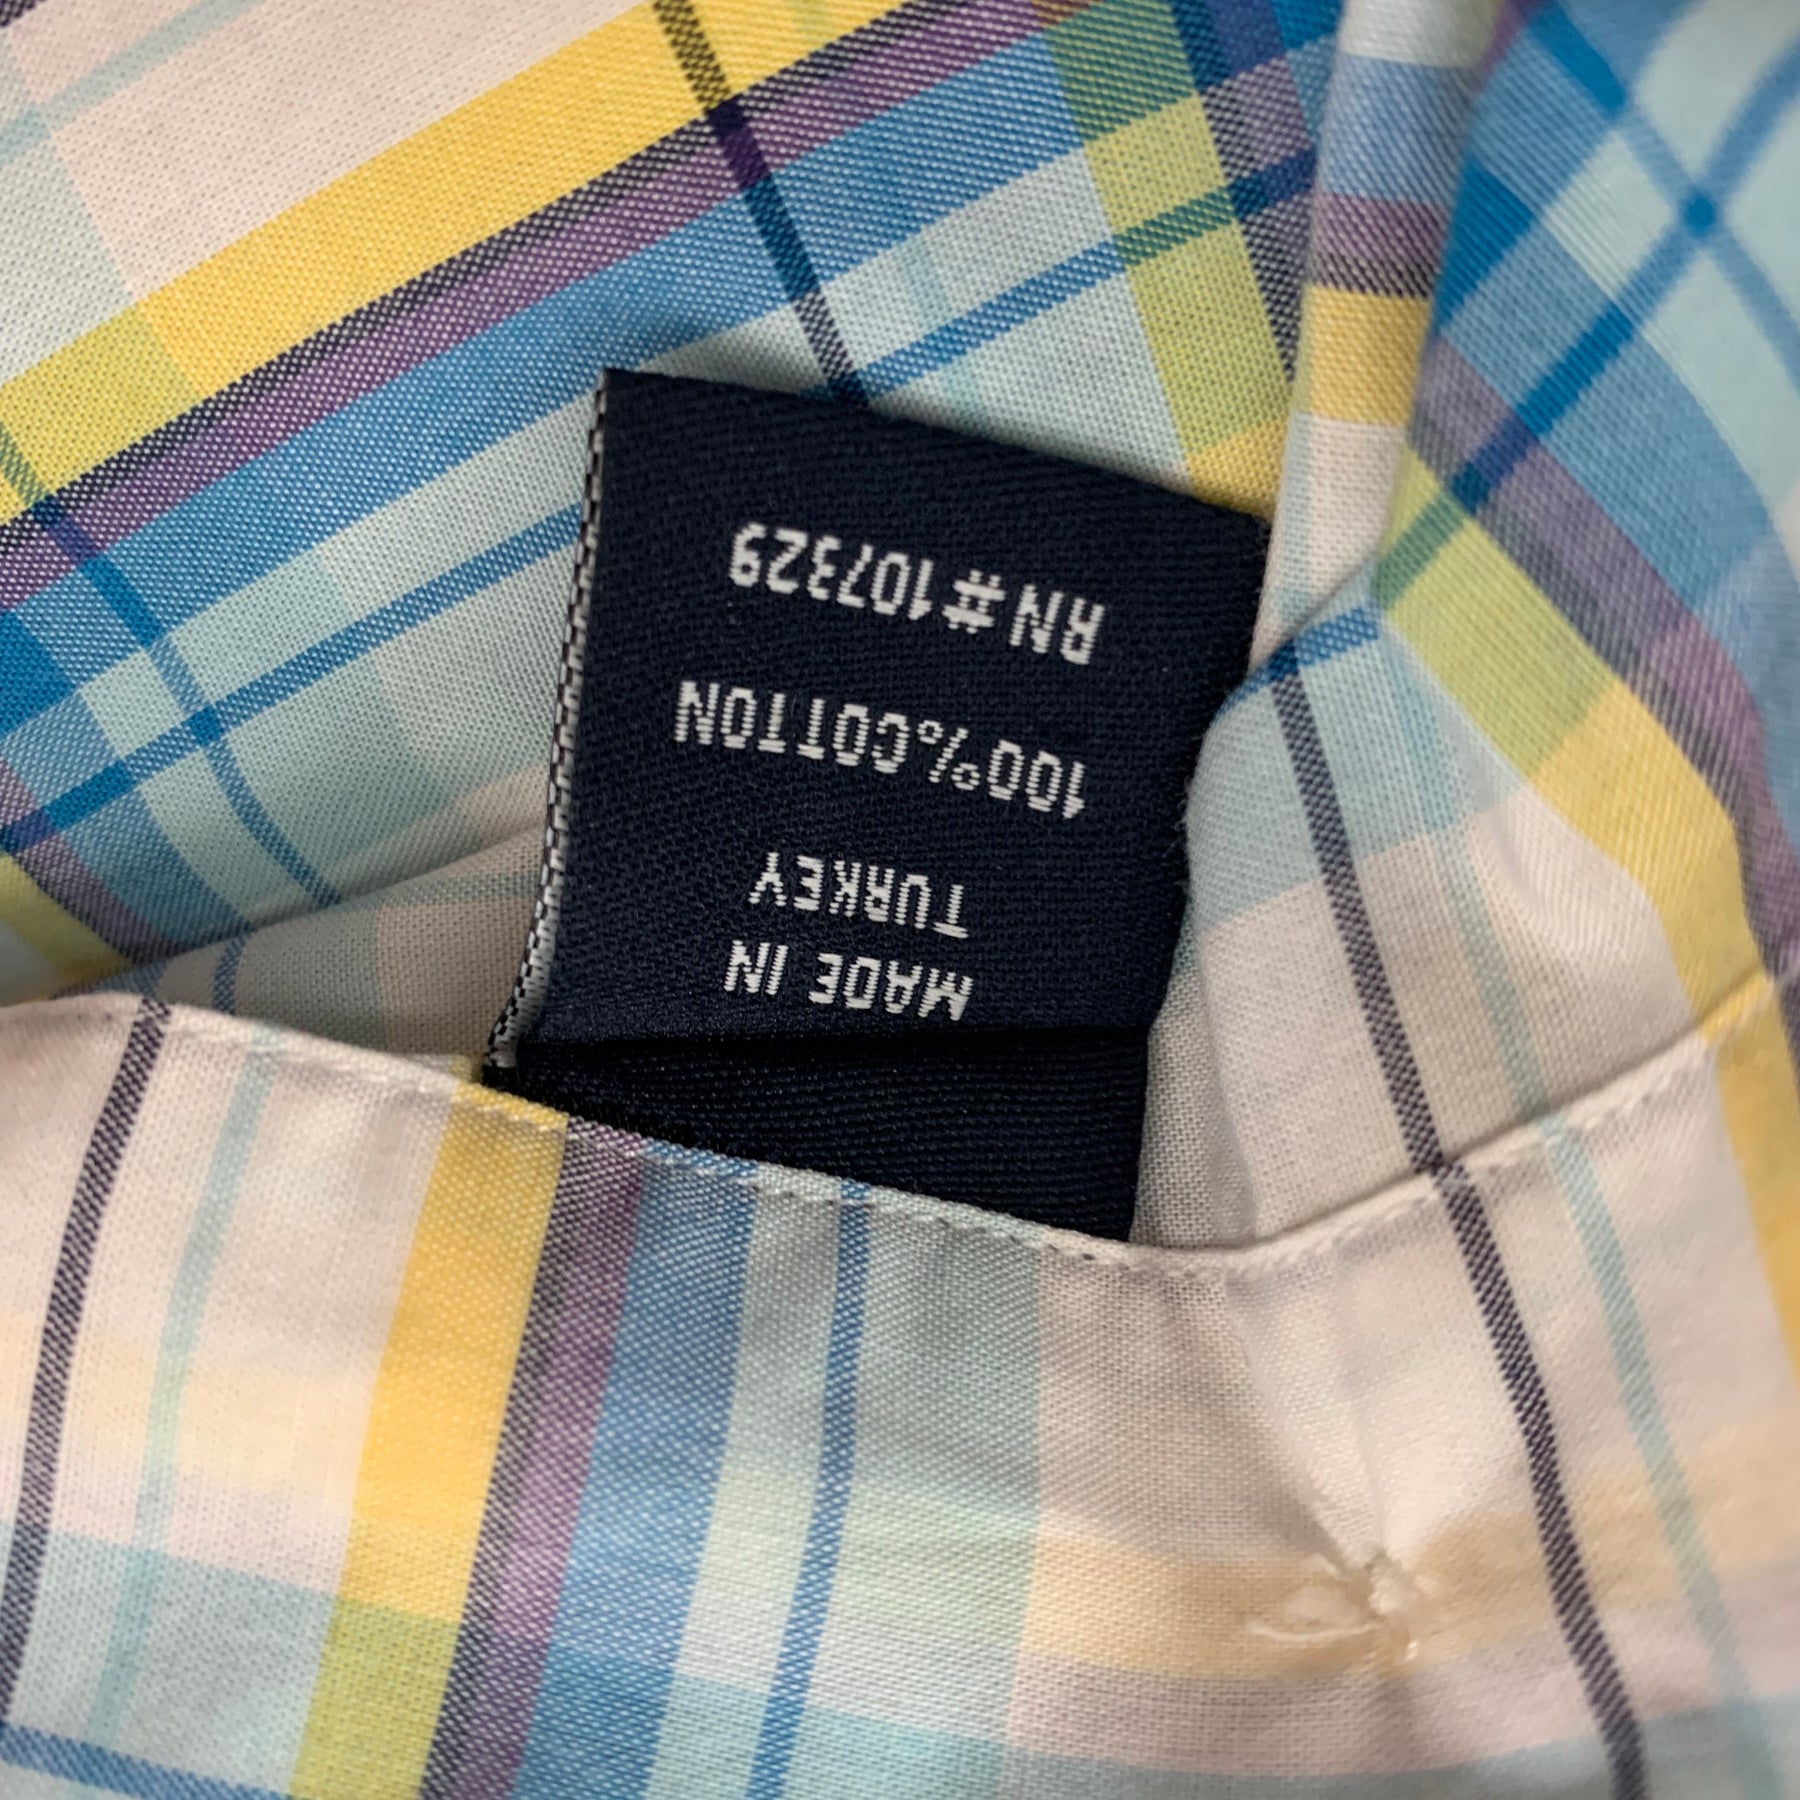 MADE IN
TURKEY
100% COTTON
RN # 107329